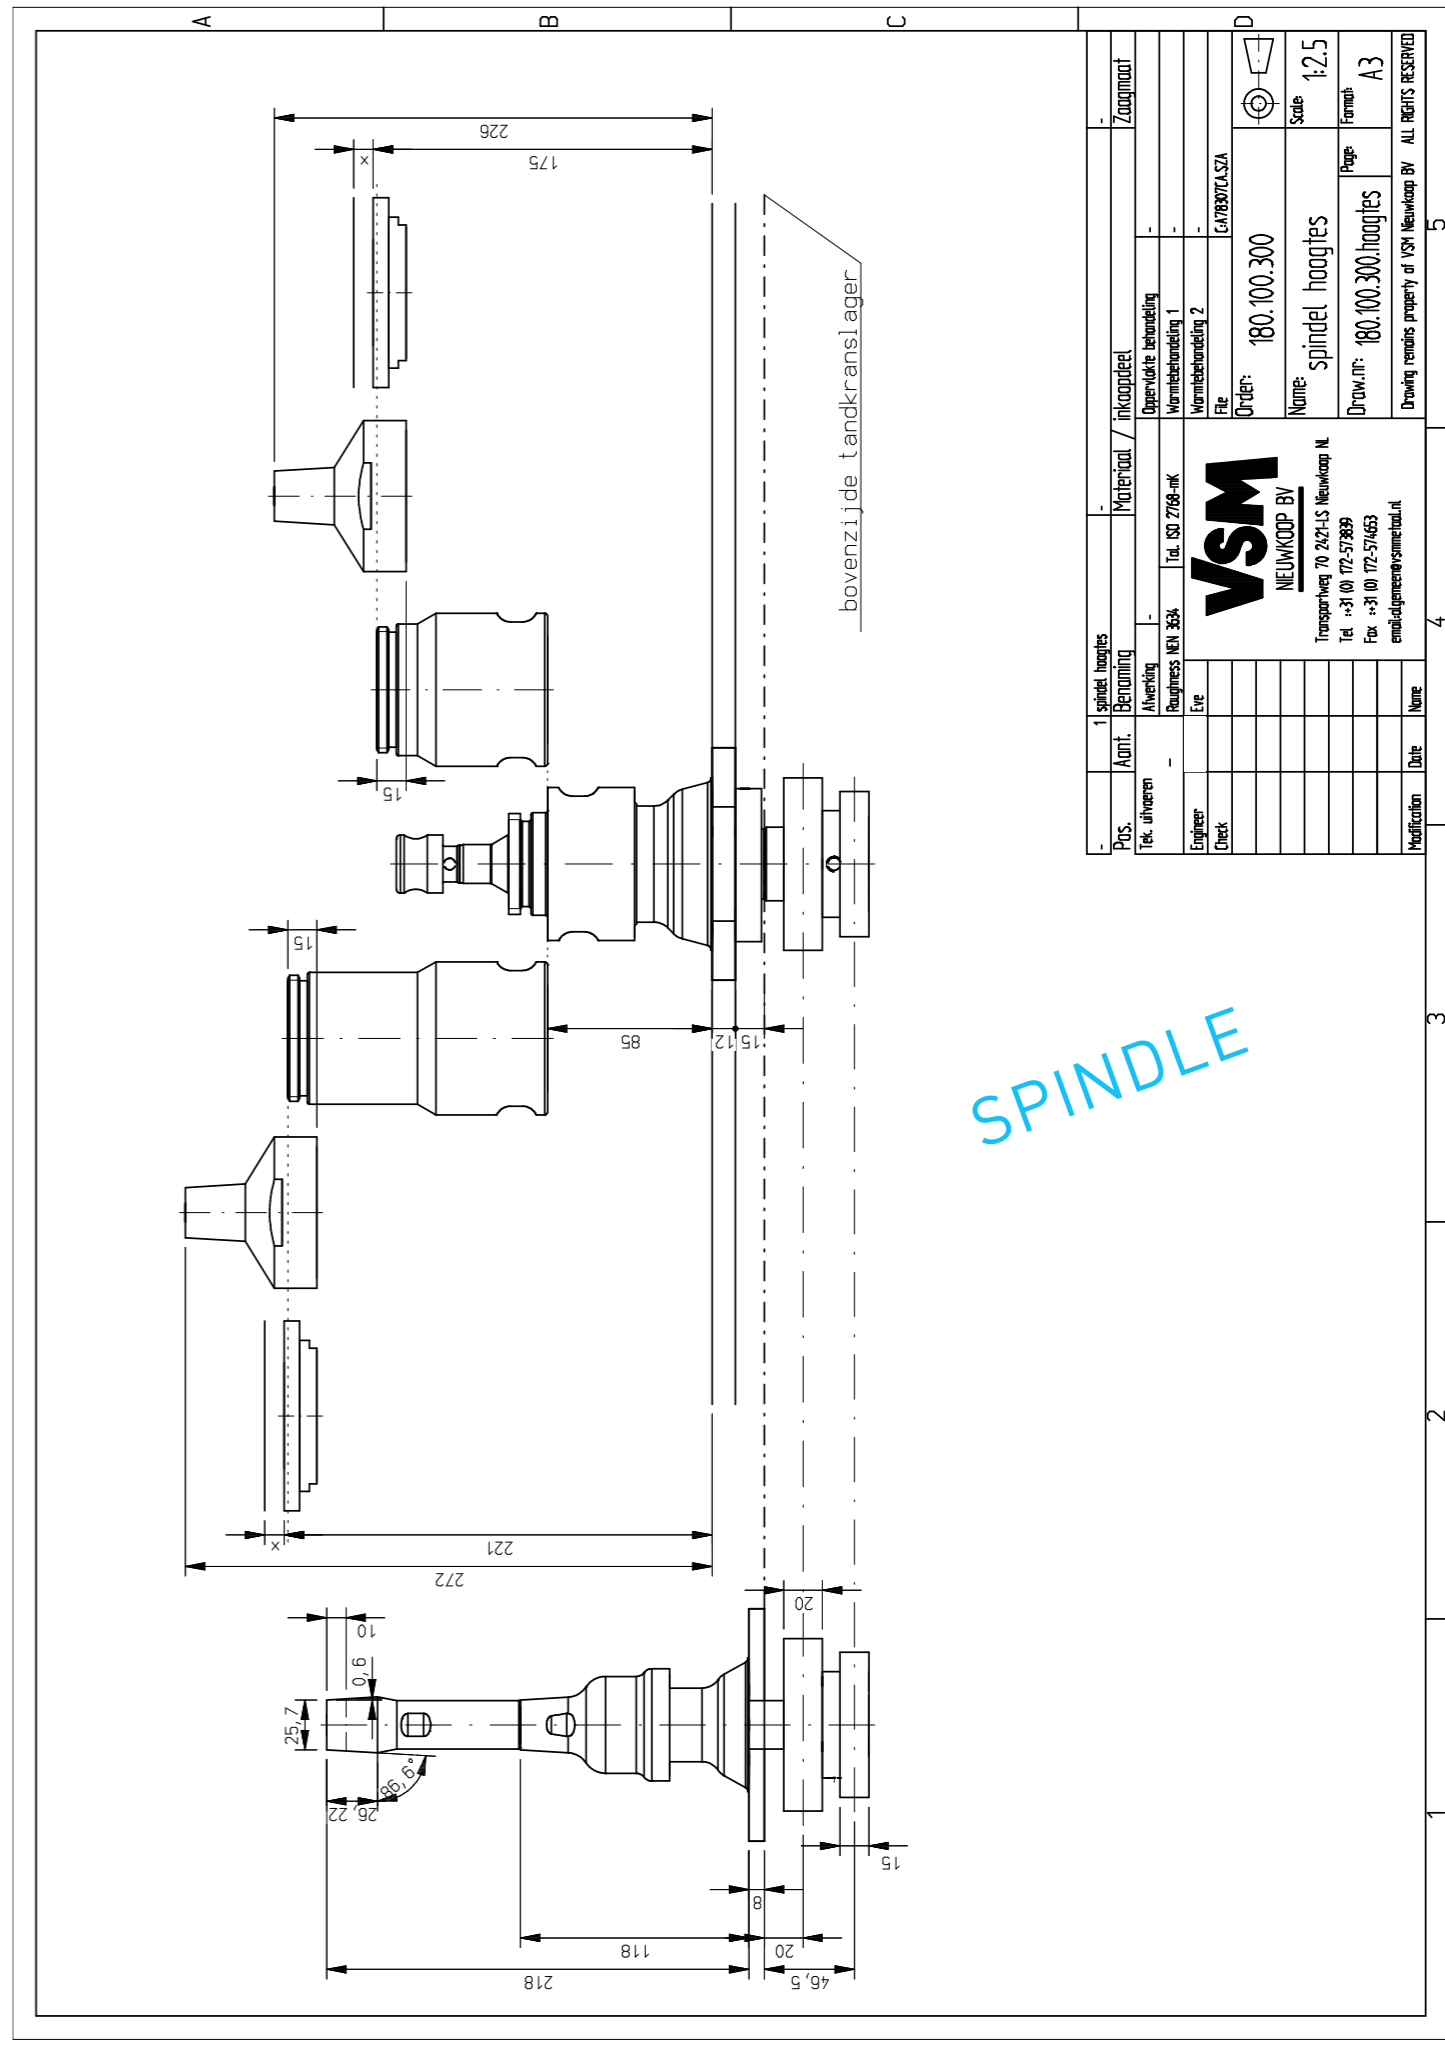 A
B
C
D
5
4
3
2
1
226
175
x
15
bovenzijde tandkranslager
15
85
12
15
x
221
272
10
0,6
25,7
26,22
86,6°
20
15
8
118
20
218
46,5
SPINDLE
- 1 spindel hoogtes - -
Pos. Aant. Benaming Materiaal / inkoopdeel Zaagmaat
Tek. uitvoeren -
Afwerking - Oppervlakte behandeling -
Roughness NEN 3634 Tol. ISO 2768-mK Warmtebehandeling 1 -
Engineer Eve Warmtebehandeling 2 -
Check File C:A78307CA.SZA
VSM
NIEUWKOOP BV
Transportweg 70 2421-LS Nieuwkoop NL
Tel :+31 (0) 172-573839
Fax :+31 (0) 172-574653
email:algemeen@vsmmetaal.nl
Order: 180.100.300
Name: spindel hoogtes
Scale: 1:2.5
Draw.nr: 180.100.300.hoogtes
Page:
Format: A3
Modification Date Name
Drawing remains property of VSM Nieuwkoop BV ALL RIGHTS RESERVED